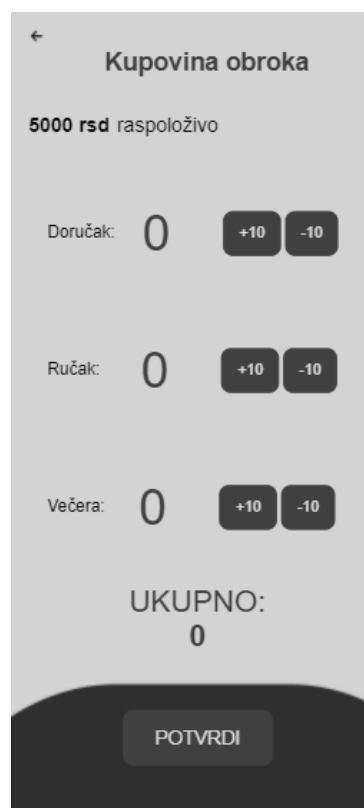 ←
Kupovina obroka
5000 rsd raspoloživo
Doručak: 0 +10 -10
Ručak: 0 +10 -10
Večera: 0 +10 -10
UKUPNO:
0
POTVRDI